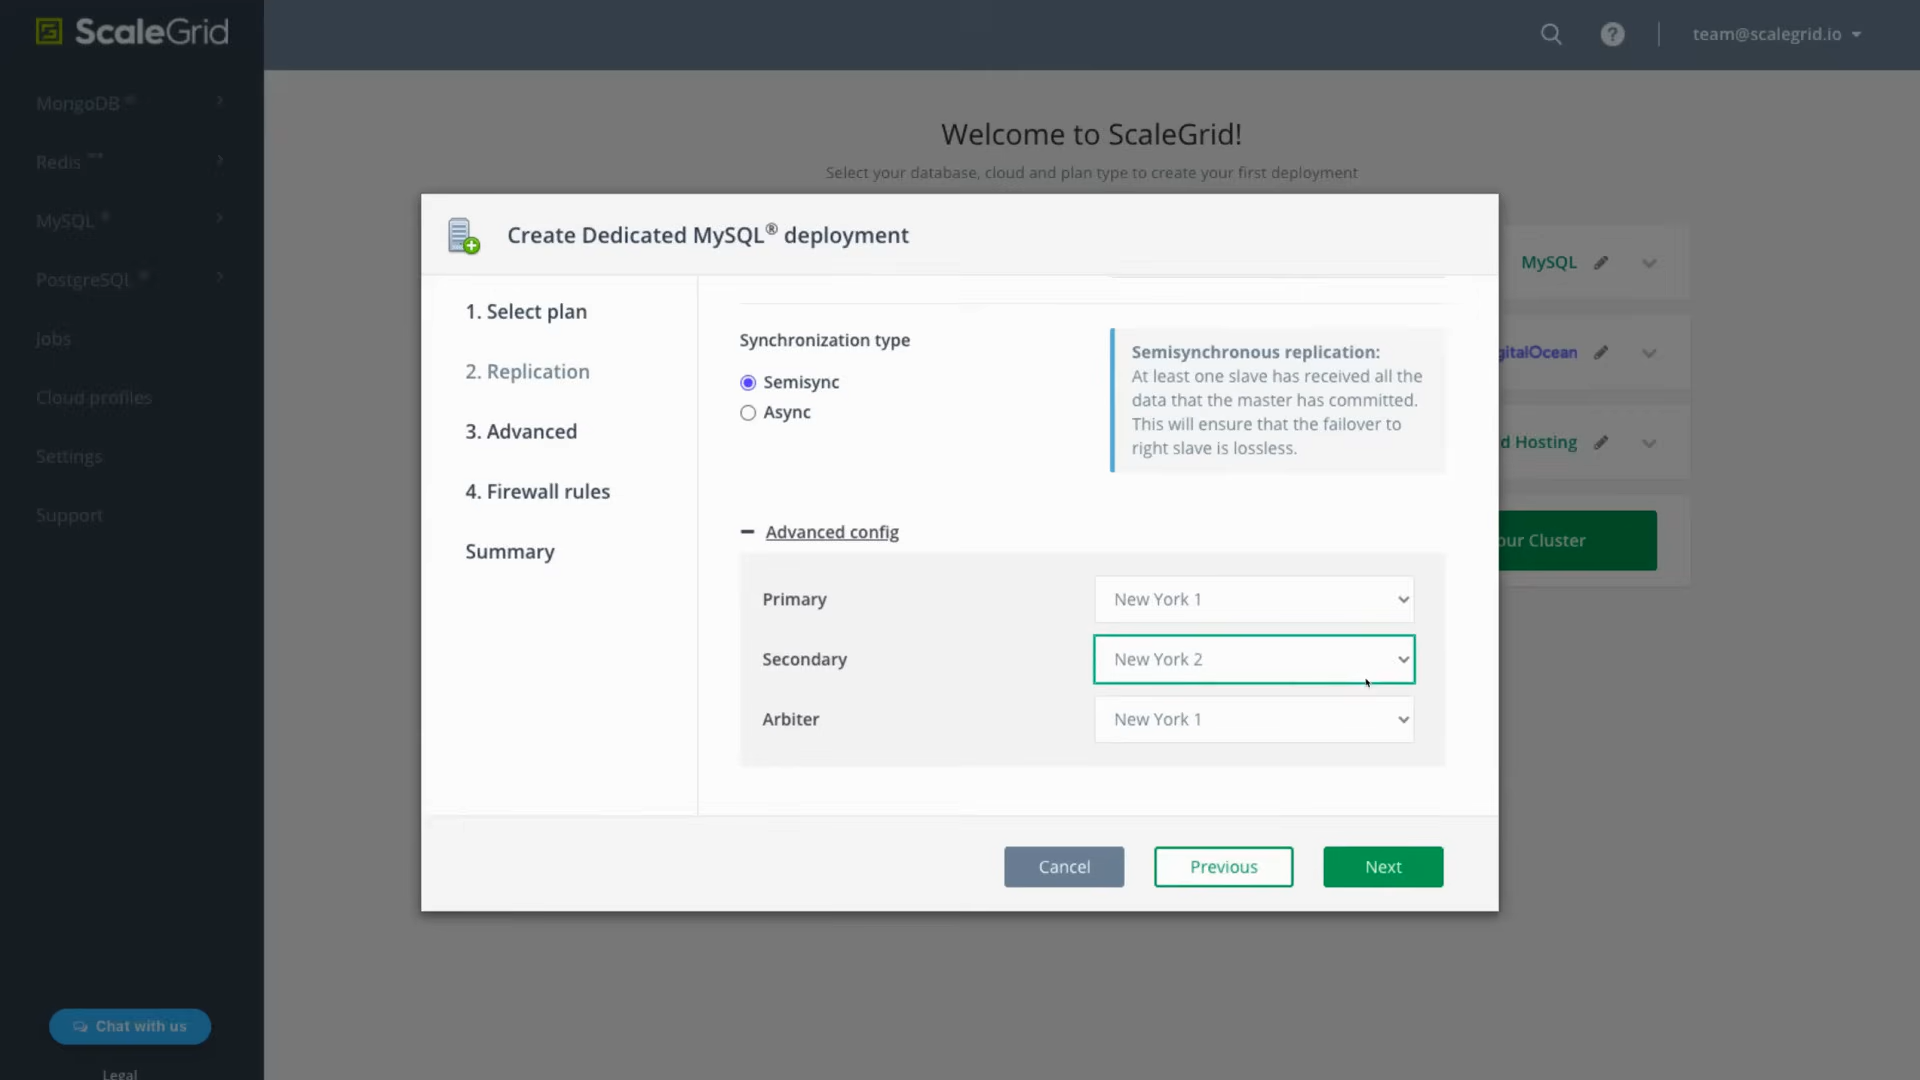 ScaleGrid
team@scalegrid.io
MongoDB
Redis
MySQL
PostgreSQL
Jobs
Cloud profiles
Settings
Support
Chat with us
Legal
Welcome to ScaleGrid!
Select your database, cloud and plan type to create your first deployment
MySQL
gitalOcean
d Hosting
our Cluster
Create Dedicated MySQL® deployment
1. Select plan
2. Replication
3. Advanced
4. Firewall rules
Summary
Synchronization type
Semisync
Async
Semisynchronous replication:
At least one slave has received all the
data that the master has committed.
This will ensure that the failover to
right slave is lossless.
Advanced config
Primary
New York 1
Secondary
New York 2
Arbiter
New York 1
Cancel
Previous
Next